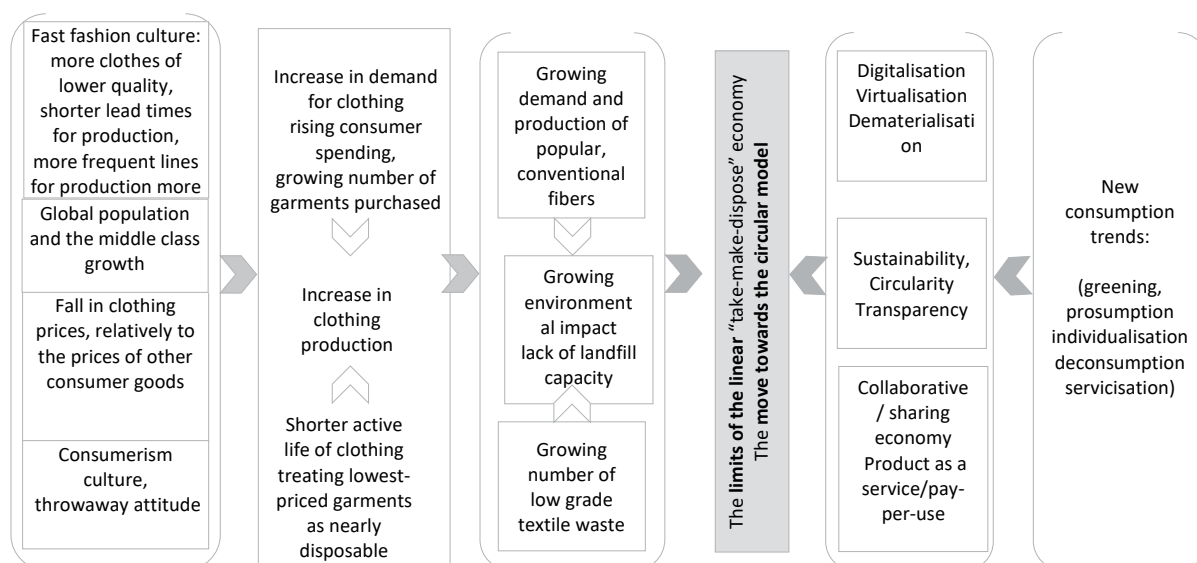 Fast fashion culture:
more clothes of
lower quality,
shorter lead times
for production,
more frequent lines
for production more
Global population
and the middle class
growth
Fall in clothing
prices, relatively to
the prices of other
consumer goods
Consumerism
culture,
throwaway attitude
Increase in demand
for clothing
rising consumer
spending,
growing number of
garments purchased
Increase in
clothing
production
Shorter active
life of clothing
treating lowest-
priced garments
as nearly
disposable
Growing
demand and
production of
popular,
conventional
fibers
Growing
environment
al impact
lack of landfill
capacity
Growing
number of
low grade
textile waste
The limits of the linear “take-make-dispose” economy
The move towards the circular model
Digitalisation
Virtualisation
Dematerialisati
on
Sustainability,
Circularity
Transparency
Collaborative
/ sharing
economy
Product as a
service/pay-
per-use
New
consumption
trends:
(greening,
prosumption
individualisation
deconsumption
servicisation)